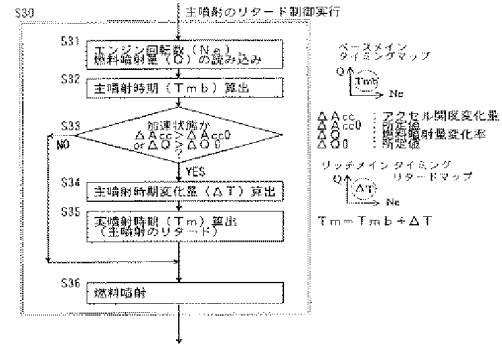 S30
主噴射のリタード制御実行
S31
エンジン回転数(Ne)
燃料噴射量(Q)の読み込み
S32
主噴射時期(Tmb)算出
S33
加速状態か
ΔAcc>ΔAcc0
or ΔQ>ΔQ0
NO
YES
S34
主噴射時期変化量(ΔT)算出
S35
実噴射時期(Tm)算出
(主噴射のリタード)
S36
燃料噴射
ベースメイン
タイミングマップ
Q
Tmb
Ne
ΔAcc:アクセル開度変化量
ΔAcc0:所定値
ΔQ:燃料噴射量変化率
ΔQ0:所定値
リッチメインタイミング
リタードマップ
Q
ΔT
Ne
Tm=Tmb+ΔT